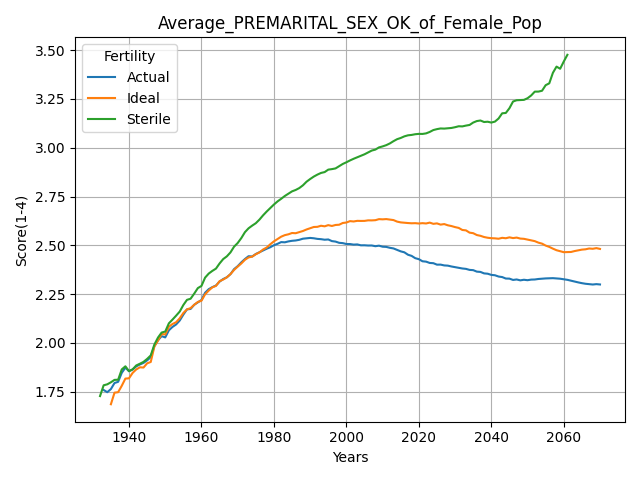 Average_PREMARITAL_SEX_OK_of_Female_Pop
Fertility
Actual
Ideal
Sterile
Score(1-4)
3.50
3.25
3.00
2.75
2.50
2.25
2.00
1.75
1940 1960 1980 2000 2020 2040 2060
Years